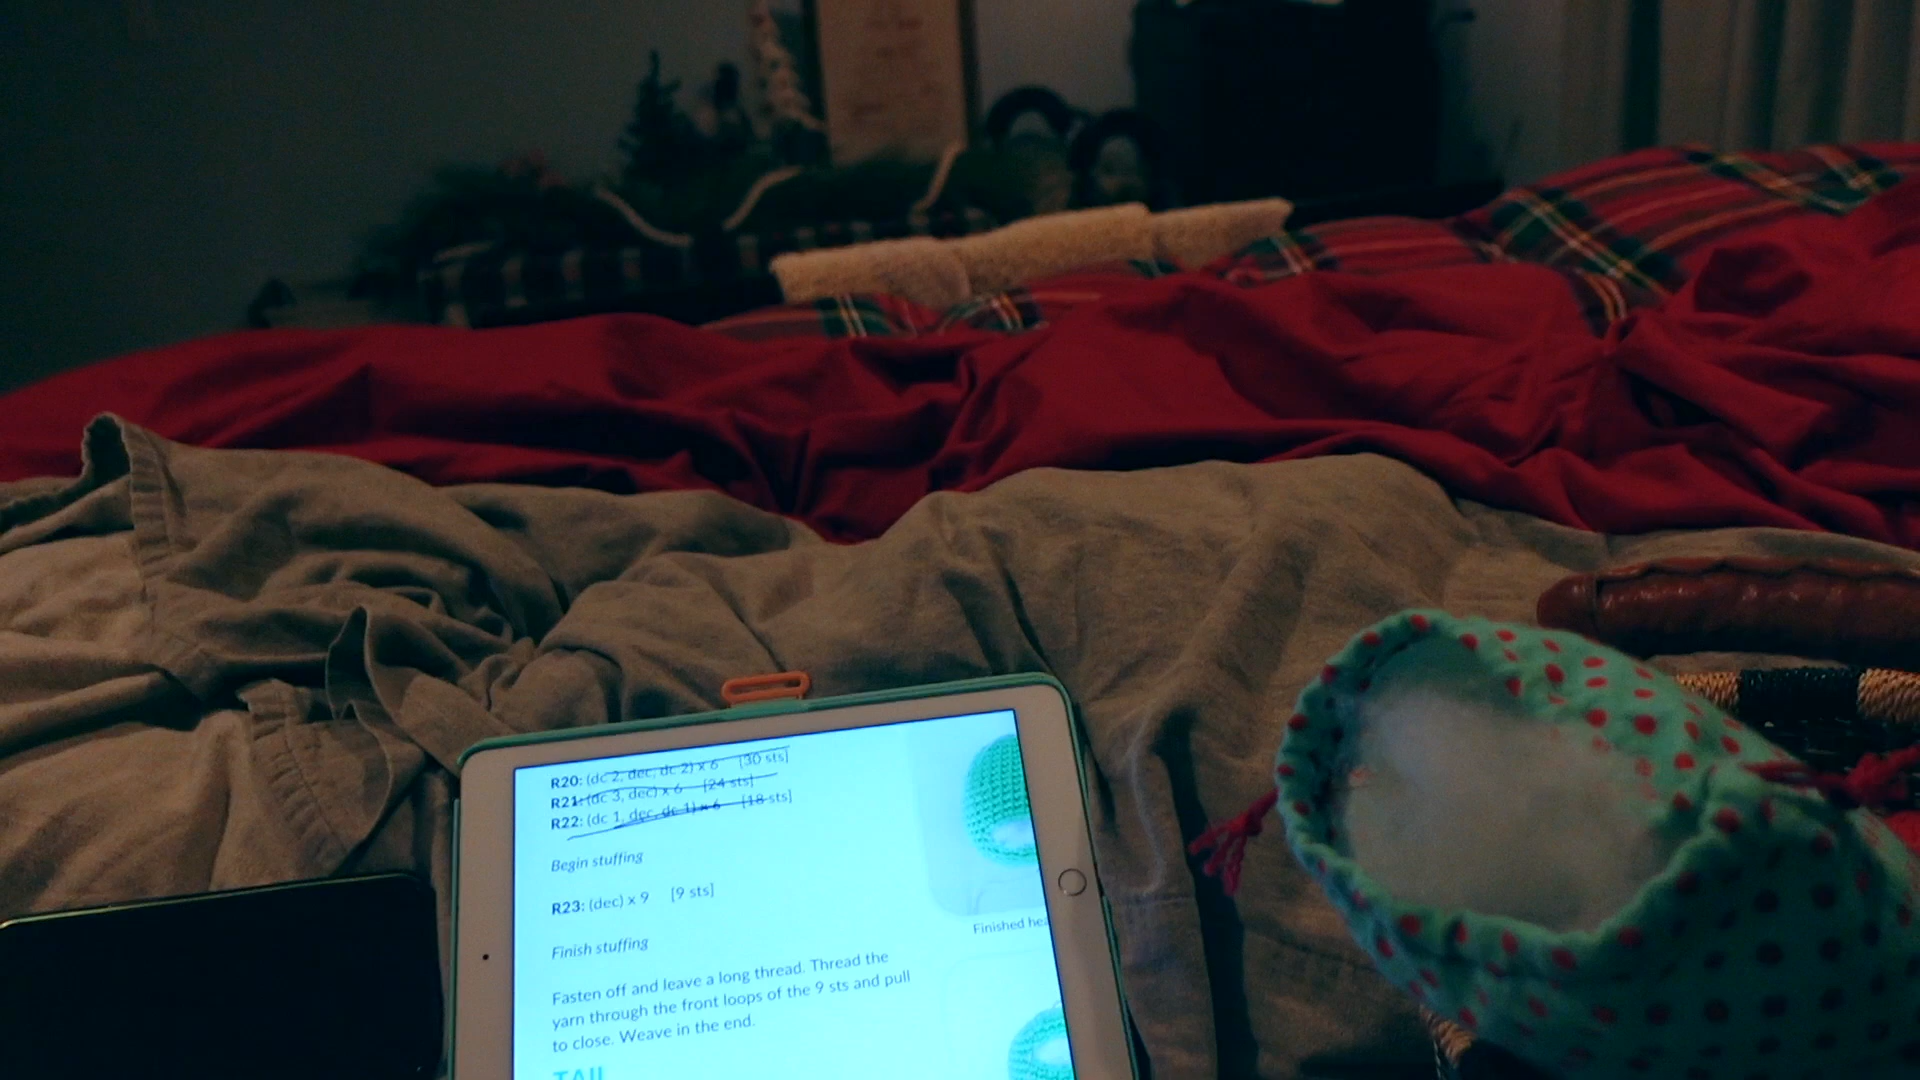 R20: (dc 2, dec, dc 2) x 6 [30 sts]
R21: (dc 3, dec) x 6 [24 sts]
R22: (dc 1, dec, dc 1) x 6 [18 sts]
Begin stuffing
R23: (dec) x 9 [9 sts]
Finish stuffing
Finished hea
Fasten off and leave a long thread. Thread the
yarn through the front loops of the 9 sts and pull
to close. Weave in the end.
TAIL